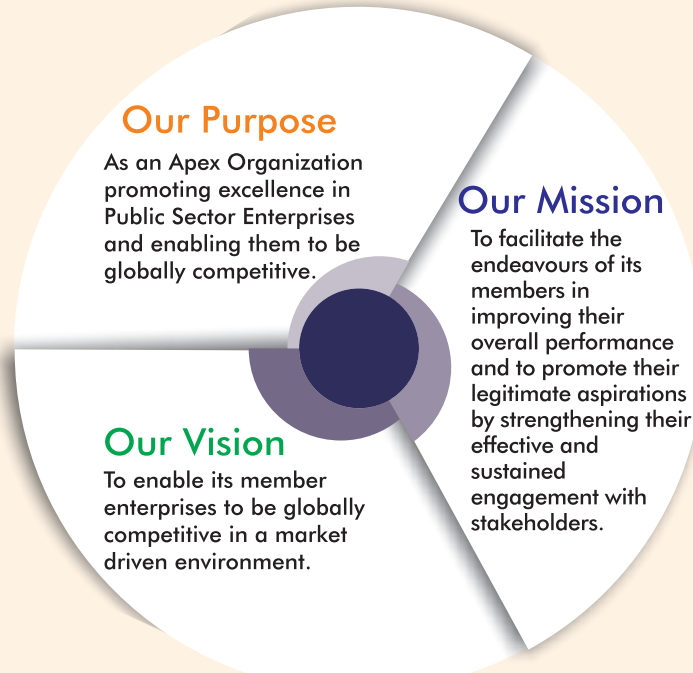 Our Purpose
As an Apex Organization
promoting excellence in
Public Sector Enterprises
and enabling them to be
globally competitive.
Our Mission
To facilitate the
endeavours of its
members in
improving their
overall performance
and to promote their
legitimate aspirations
by strengthening their
effective and
sustained
engagement with
stakeholders.
Our Vision
To enable its member
enterprises to be globally
competitive in a market
driven environment.